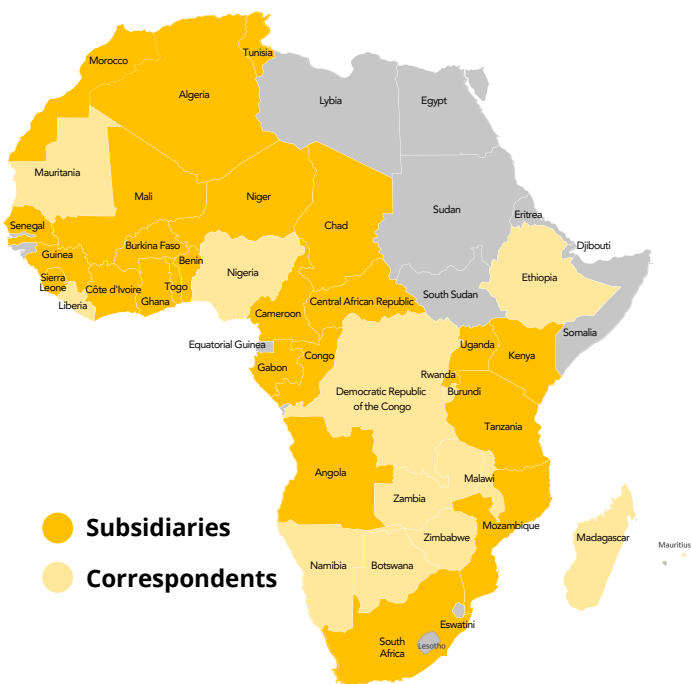 Tunisia
Morocco
Algeria
Lybia
Egypt
Mauritania
Mali
Niger
Chad
Sudan
Eritrea
Senegal
Djibouti
Burkina Faso
Guinea
Benin
Nigeria
Ethiopia
Sierra
Leone
Côte d'Ivoire
Togo
Ghana
Liberia
Central African Republic
South Sudan
Cameroon
Somalia
Equatorial Guinea
Congo
Uganda
Kenya
Gabon
Rwanda
Democratic Republic
of the Congo
Burundi
Tanzania
Angola
Malawi
Zambia
Subsidiaries
Mozambique
Zimbabwe
Madagascar
Mauritius
Namibia
Botswana
Correspondents
Eswatini
South
Africa
Lesotho